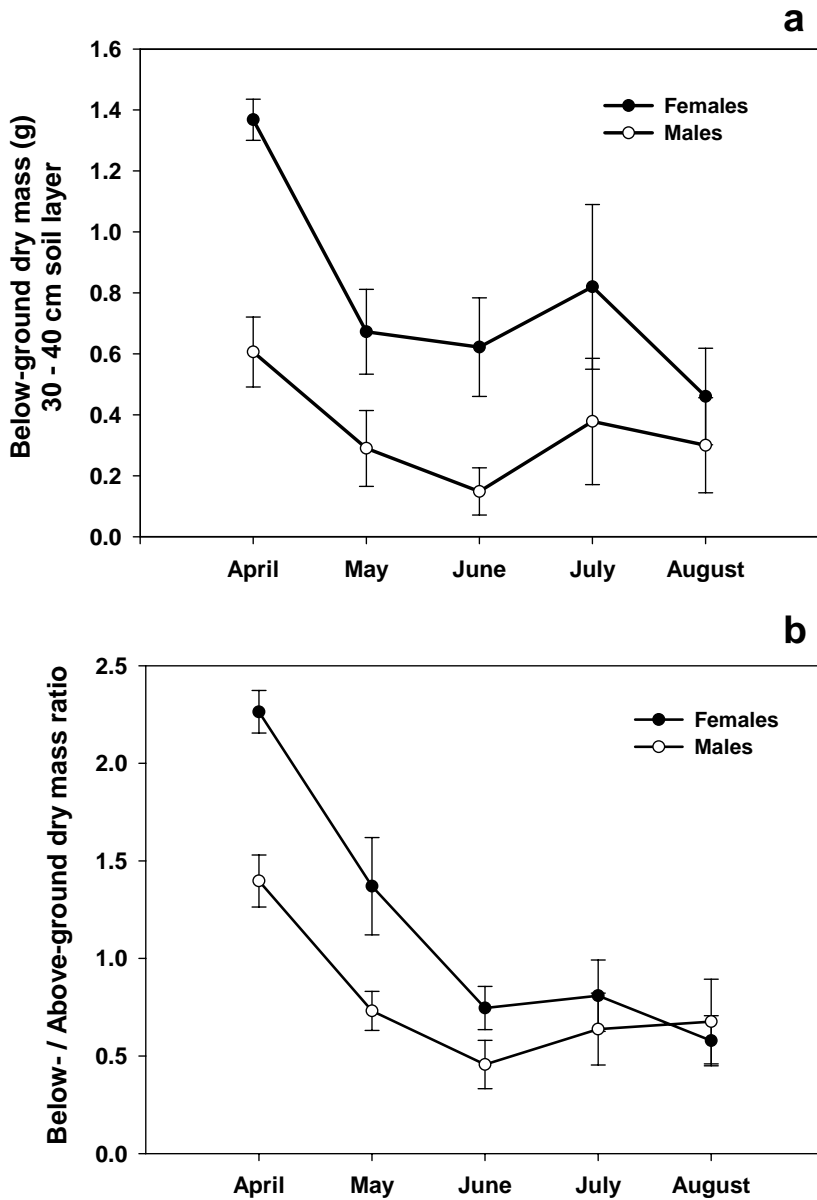 a
Below-ground dry mass (g)
30 - 40 cm soil layer
1.6
1.4
1.2
1.0
0.8
0.6
0.4
0.2
0.0
Females
Males
April May June July August
b
Below- / Above-ground dry mass ratio
2.5
2.0
1.5
1.0
0.5
0.0
Females
Males
April May June July August